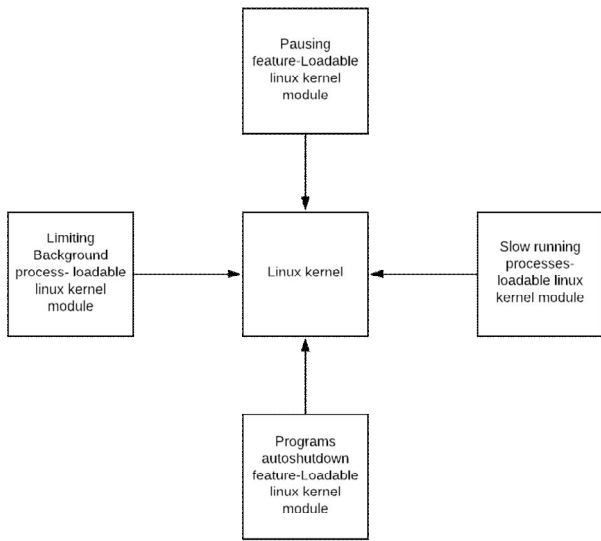 Pausing
feature-Loadable
linux kernel
module
Limiting
Background
process- loadable
linux kernel
module
Linux kernel
Slow running
processes-
loadable linux
kernel module
Programs
autoshutdown
feature-Loadable
linux kernel
module